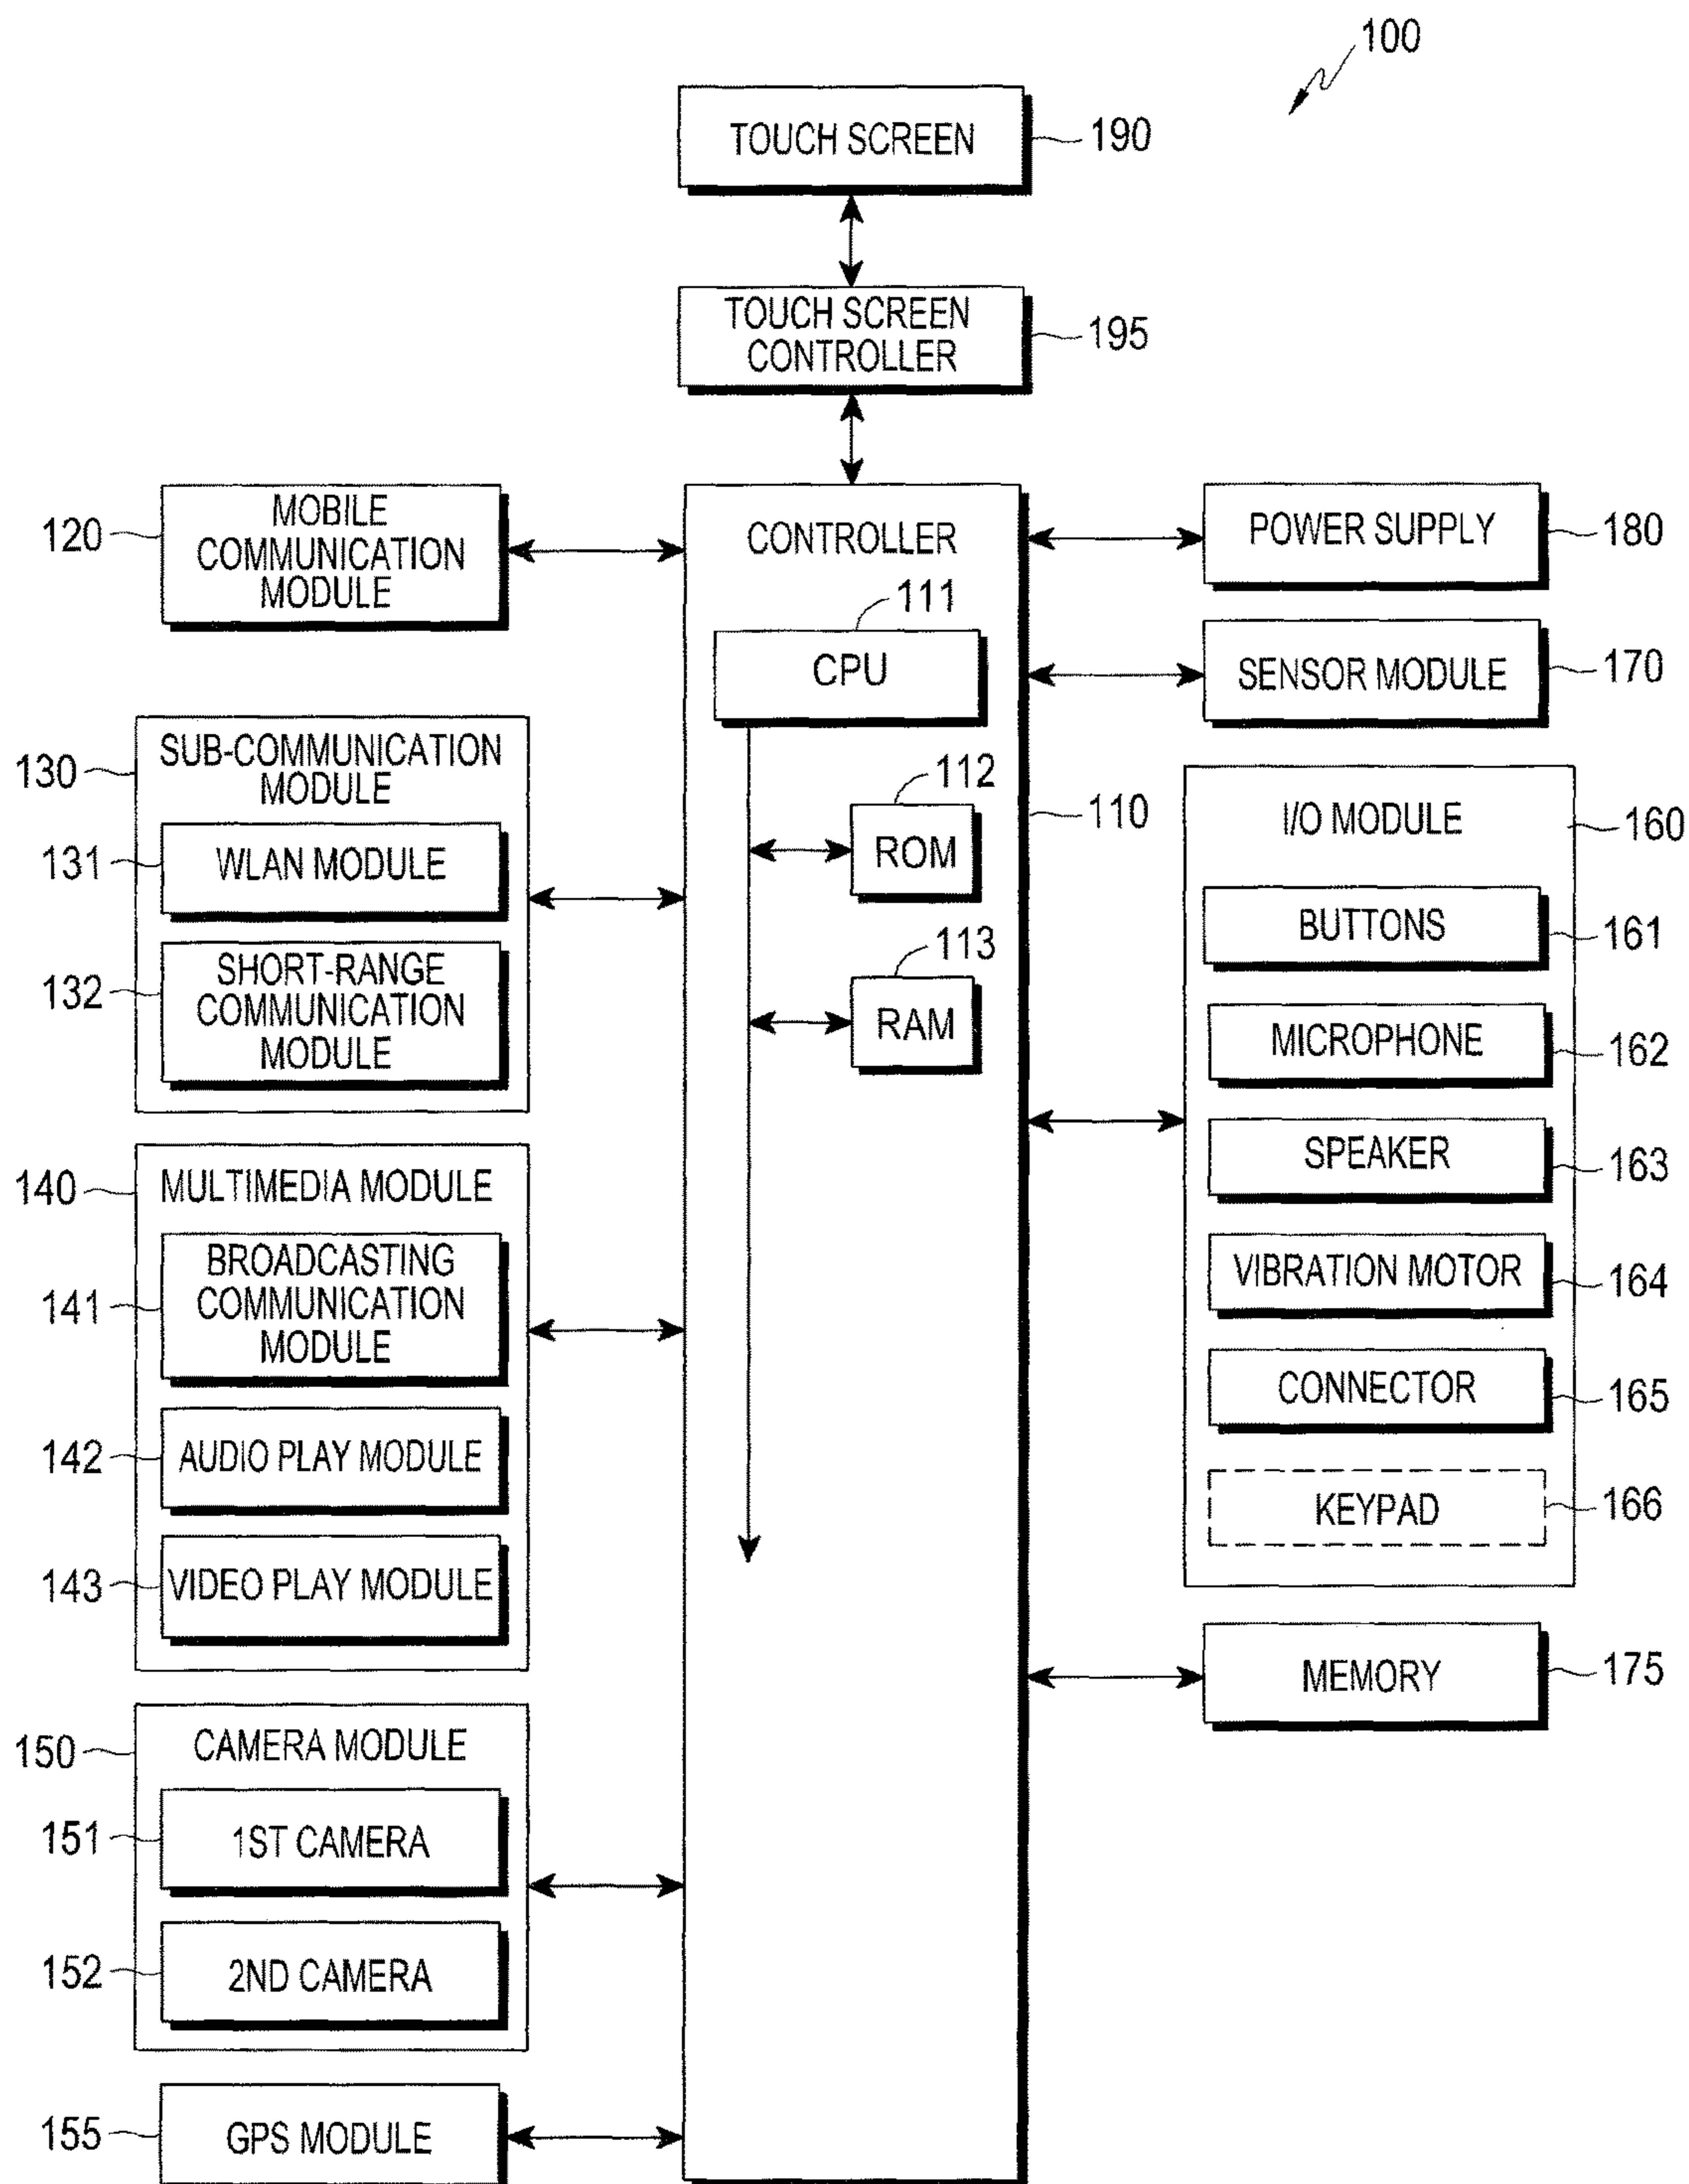 100
TOUCH SCREEN
190
TOUCH SCREEN
CONTROLLER
195
120
MOBILE
COMMUNICATION
MODULE
130
SUB-COMMUNICATION
MODULE
131
WLAN MODULE
132
SHORT-RANGE
COMMUNICATION
MODULE
140
MULTIMEDIA MODULE
141
BROADCASTING
COMMUNICATION
MODULE
142
AUDIO PLAY MODULE
143
VIDEO PLAY MODULE
150
CAMERA MODULE
151
1ST CAMERA
152
2ND CAMERA
155
GPS MODULE
CONTROLLER
111
CPU
112
ROM
113
RAM
110
POWER SUPPLY
180
SENSOR MODULE
170
I/O MODULE
160
BUTTONS
161
MICROPHONE
162
SPEAKER
163
VIBRATION MOTOR
164
CONNECTOR
165
KEYPAD
166
MEMORY
175